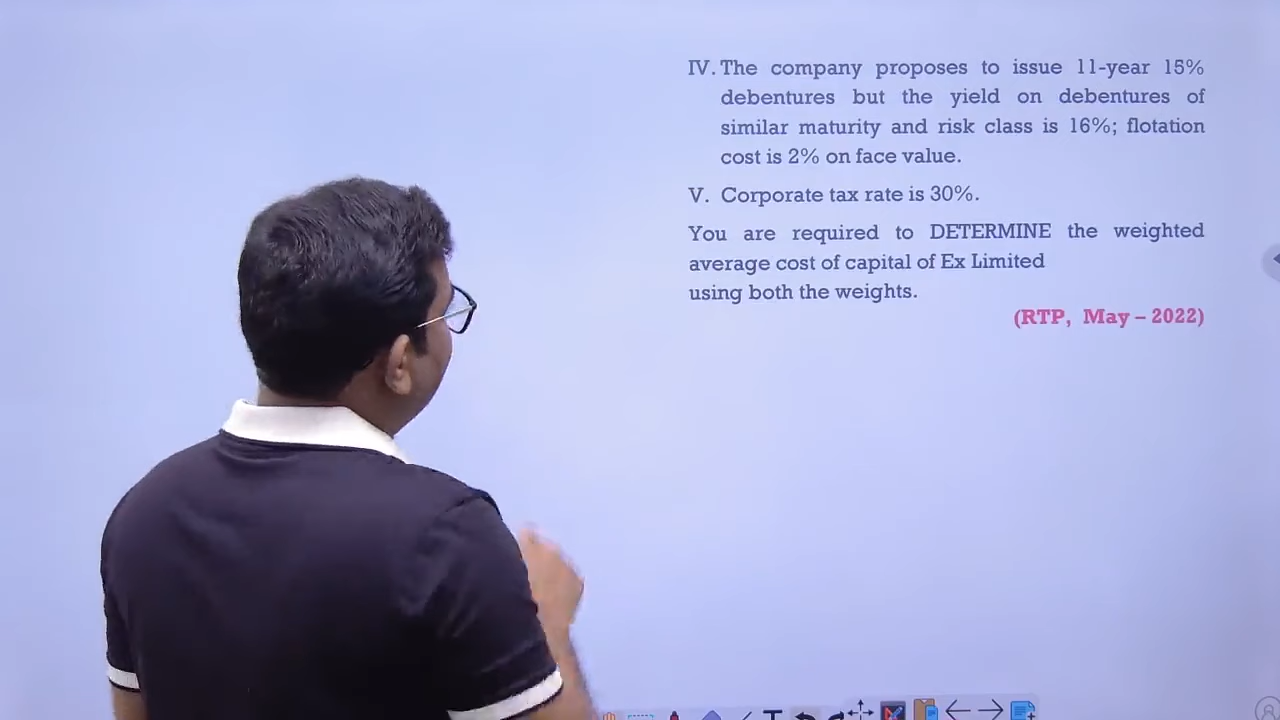 IV. The company proposes to issue 11-year 15%
debentures but the yield on debentures of
similar maturity and risk class is 16%; flotation
cost is 2% on face value.
V. Corporate tax rate is 30%.
You are required to DETERMINE the weighted
average cost of capital of Ex Limited
using both the weights.
(RTP, May – 2022)